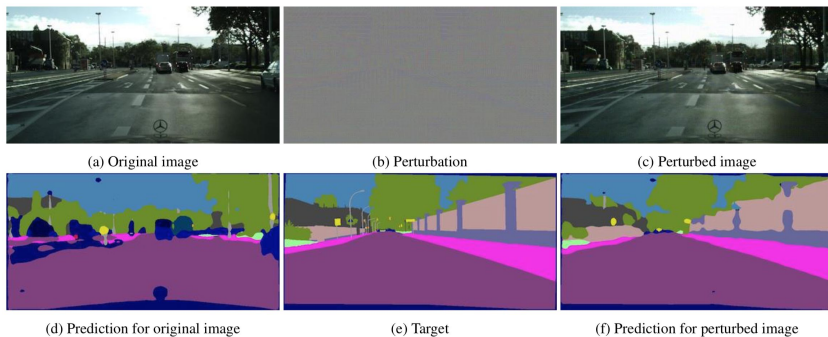 (a) Original image
(b) Perturbation
(c) Perturbed image
(d) Prediction for original image
(e) Target
(f) Prediction for perturbed image